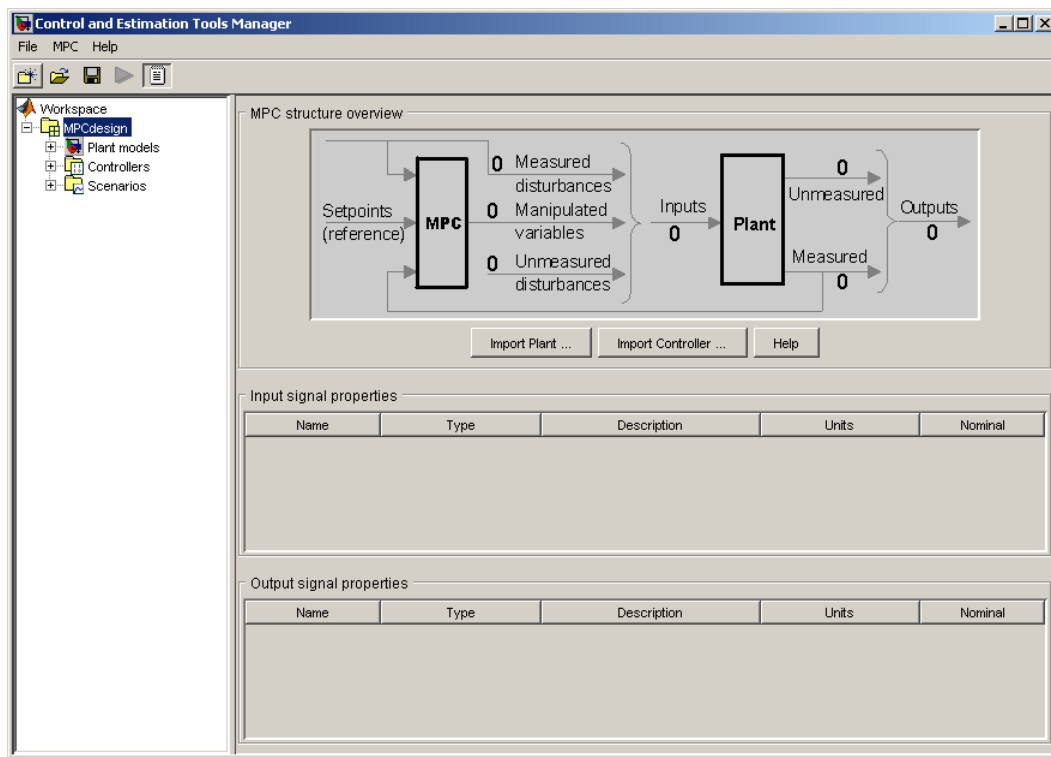 Control and Estimation Tools Manager
File MPC Help
Workspace
MPCdesign
Plant models
Controllers
Scenarios
MPC structure overview
Setpoints
(reference)
MPC
0 Measured
disturbances
0 Manipulated
variables
0 Unmeasured
disturbances
Inputs
0
Plant
0
Unmeasured
Measured
0
Outputs
0
Import Plant ... Import Controller ... Help
Input signal properties
Name Type Description Units Nominal
Output signal properties
Name Type Description Units Nominal